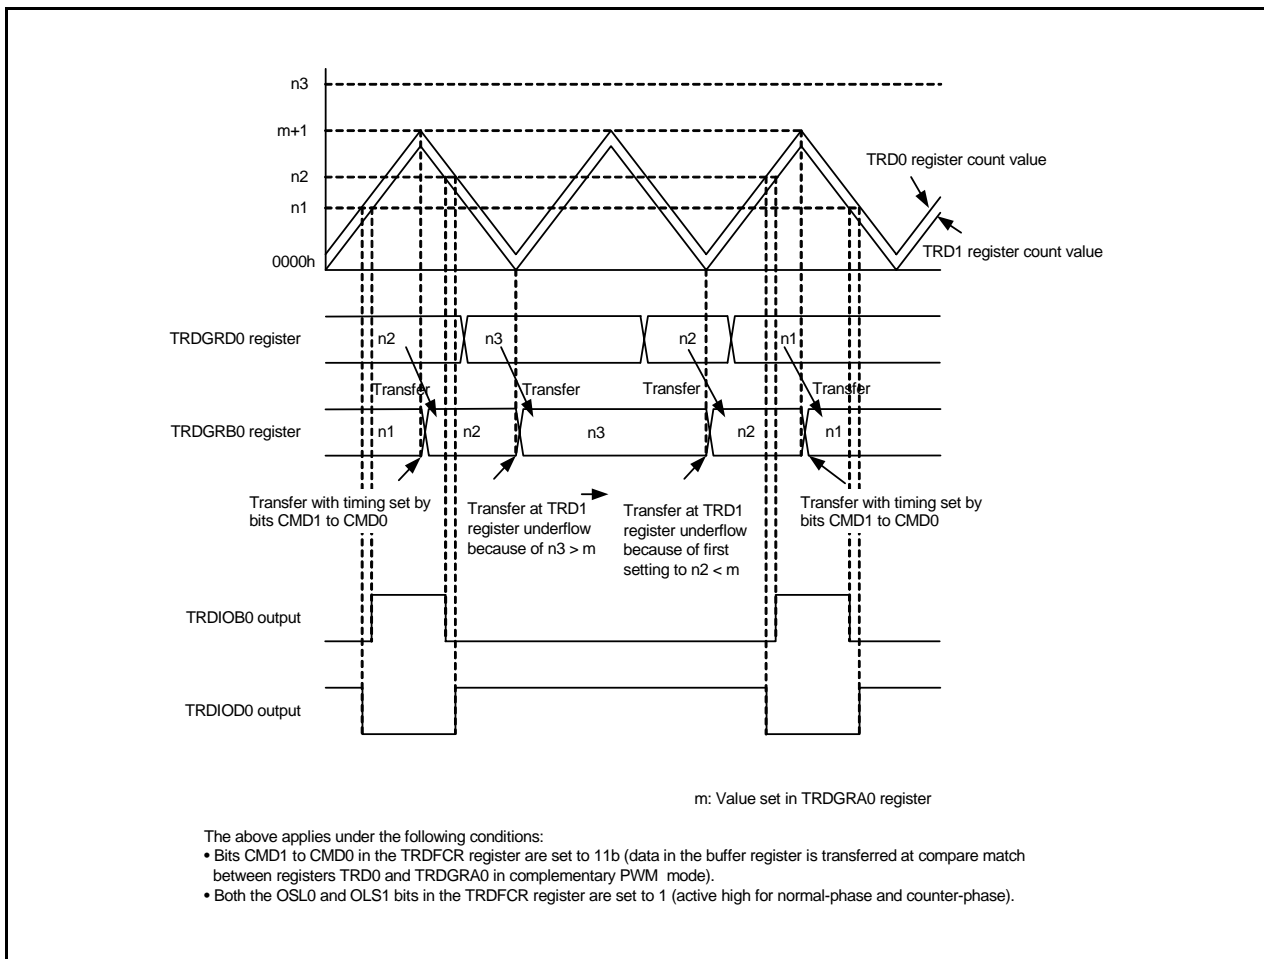 n3
m+1
n2
n1
0000h
TRD0 register count value
TRD1 register count value
TRDGRD0 register
n2
n3
n2
n1
Transfer
Transfer
Transfer
Transfer
TRDGRB0 register
n1
n2
n3
n2
n1
Transfer with timing set by
bits CMD1 to CMD0
Transfer at TRD1
register underflow
because of n3 > m
Transfer at TRD1
register underflow
because of first
setting to n2 < m
Transfer with timing set by
bits CMD1 to CMD0
TRDIOB0 output
TRDIOD0 output
m: Value set in TRDGRA0 register
The above applies under the following conditions:
• Bits CMD1 to CMD0 in the TRDFCR register are set to 11b (data in the buffer register is transferred at compare match
between registers TRD0 and TRDGRA0 in complementary PWM mode).
• Both the OSL0 and OLS1 bits in the TRDFCR register are set to 1 (active high for normal-phase and counter-phase).